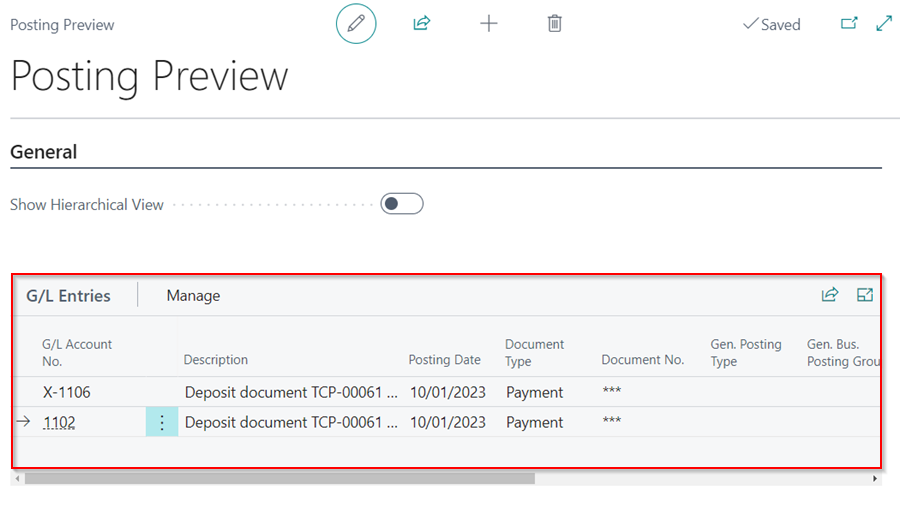 Posting Preview
Saved
Posting Preview
General
Show Hierarchical View
G/L Entries Manage
G/L Account No. Description Posting Date Document Type Document No. Gen. Posting Type Gen. Bus. Posting Grou
X-1106 Deposit document TCP-00061 ... 10/01/2023 Payment ***
1102 Deposit document TCP-00061 ... 10/01/2023 Payment ***